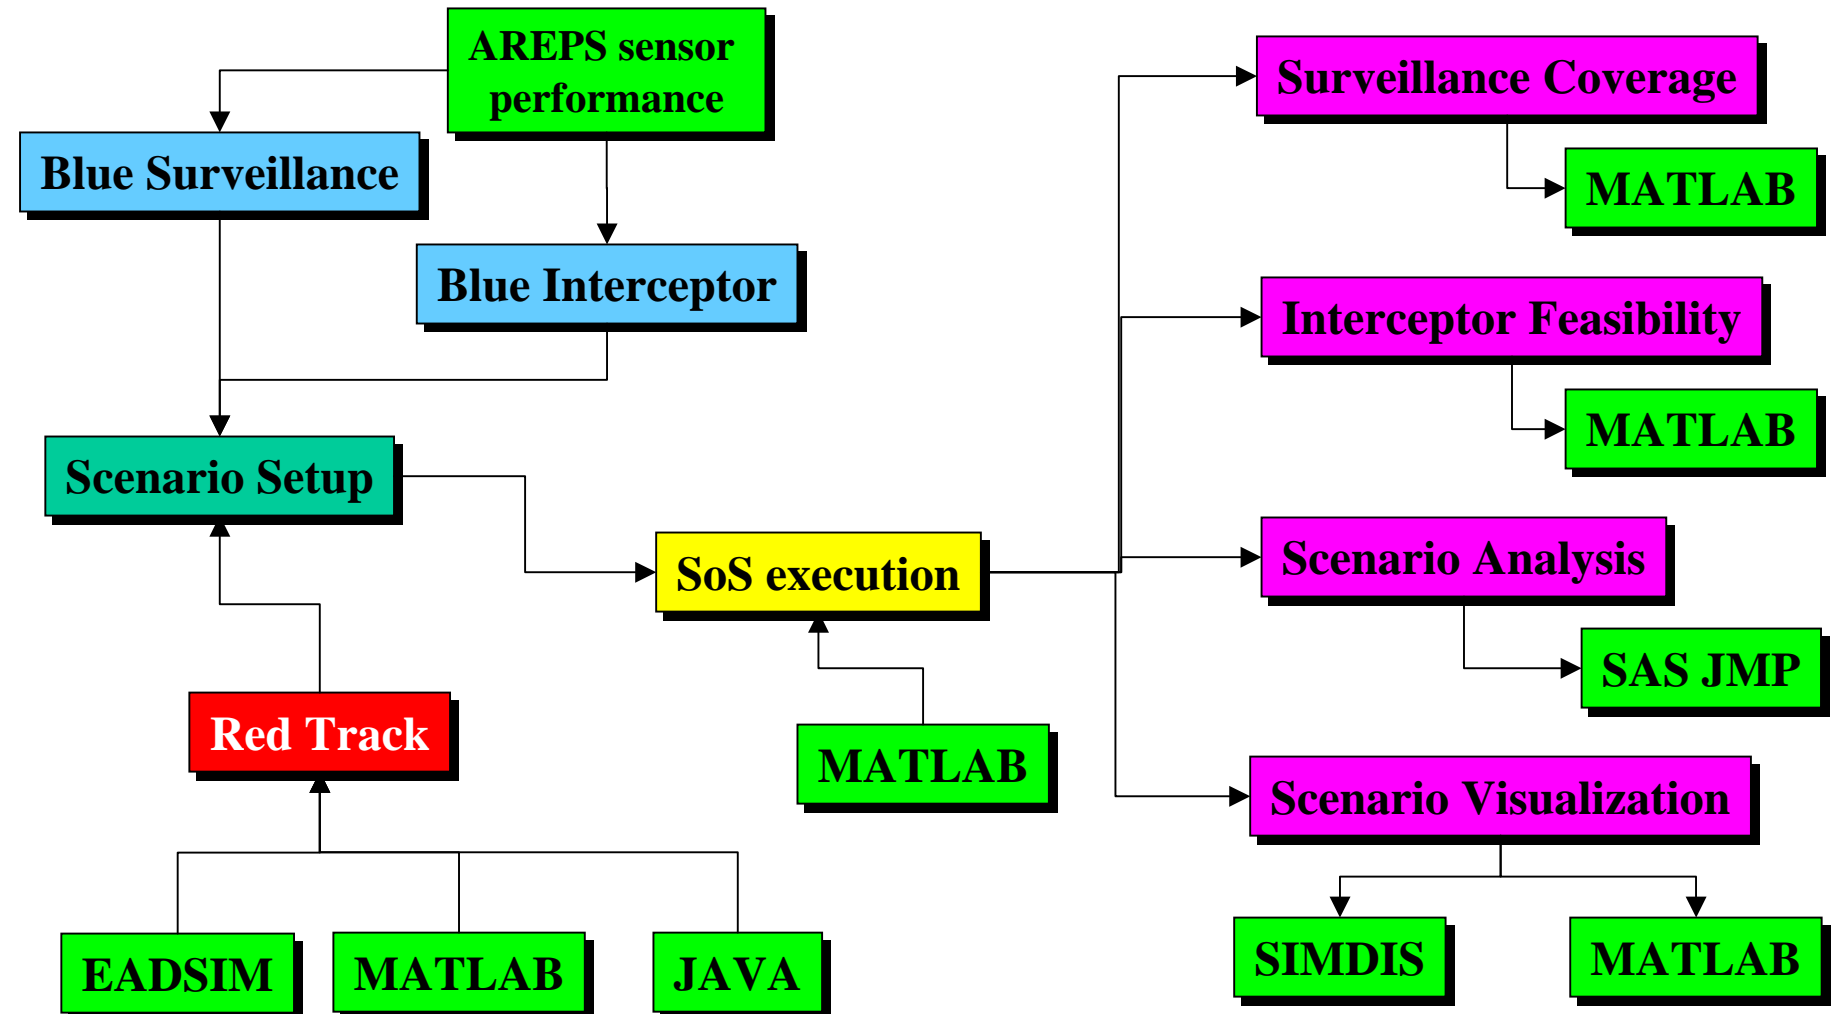 AREPS sensor
performance
Blue Surveillance
Blue Interceptor
Scenario Setup
SoS execution
Red Track
MATLAB
EADSIM
MATLAB
JAVA
Surveillance Coverage
MATLAB
Interceptor Feasibility
MATLAB
Scenario Analysis
SAS JMP
Scenario Visualization
SIMDIS
MATLAB